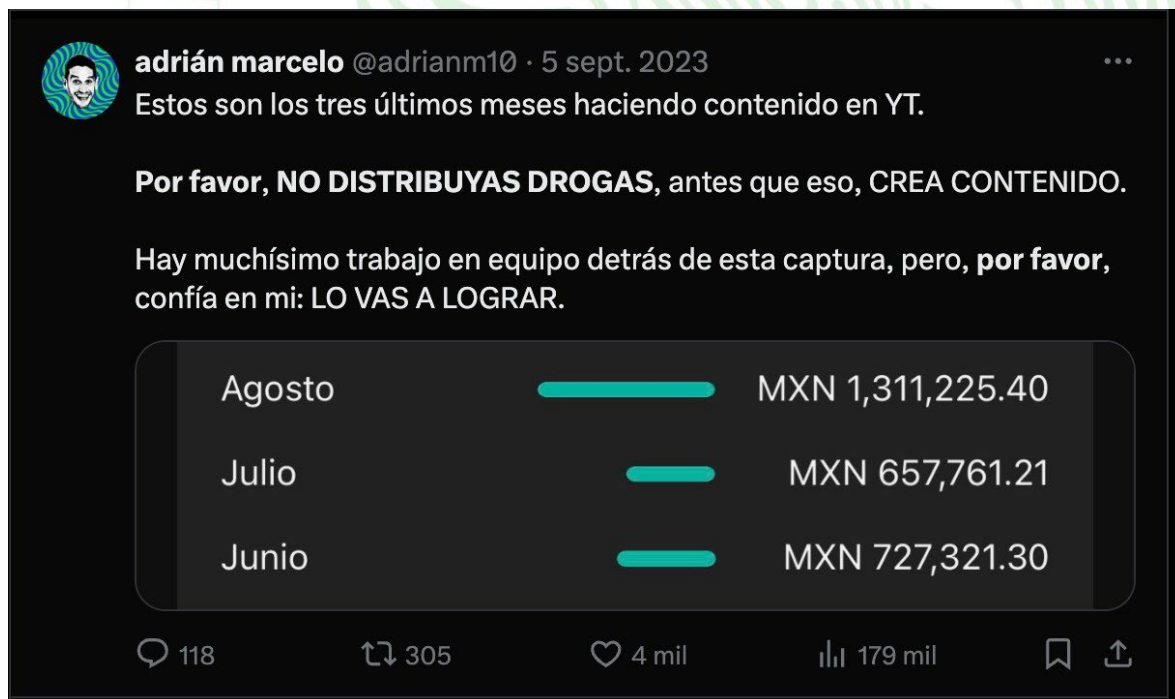 adrián marcelo @adrianm10 · 5 sept. 2023
Estos son los tres últimos meses haciendo contenido en YT.
Por favor, NO DISTRIBUYAS DROGAS, antes que eso, CREA CONTENIDO.
Hay muchísimo trabajo en equipo detrás de esta captura, pero, por favor,
confía en mi: LO VAS A LOGRAR.
Agosto MXN 1,311,225.40
Julio MXN 657,761.21
Junio MXN 727,321.30
118 305 4 mil 179 mil